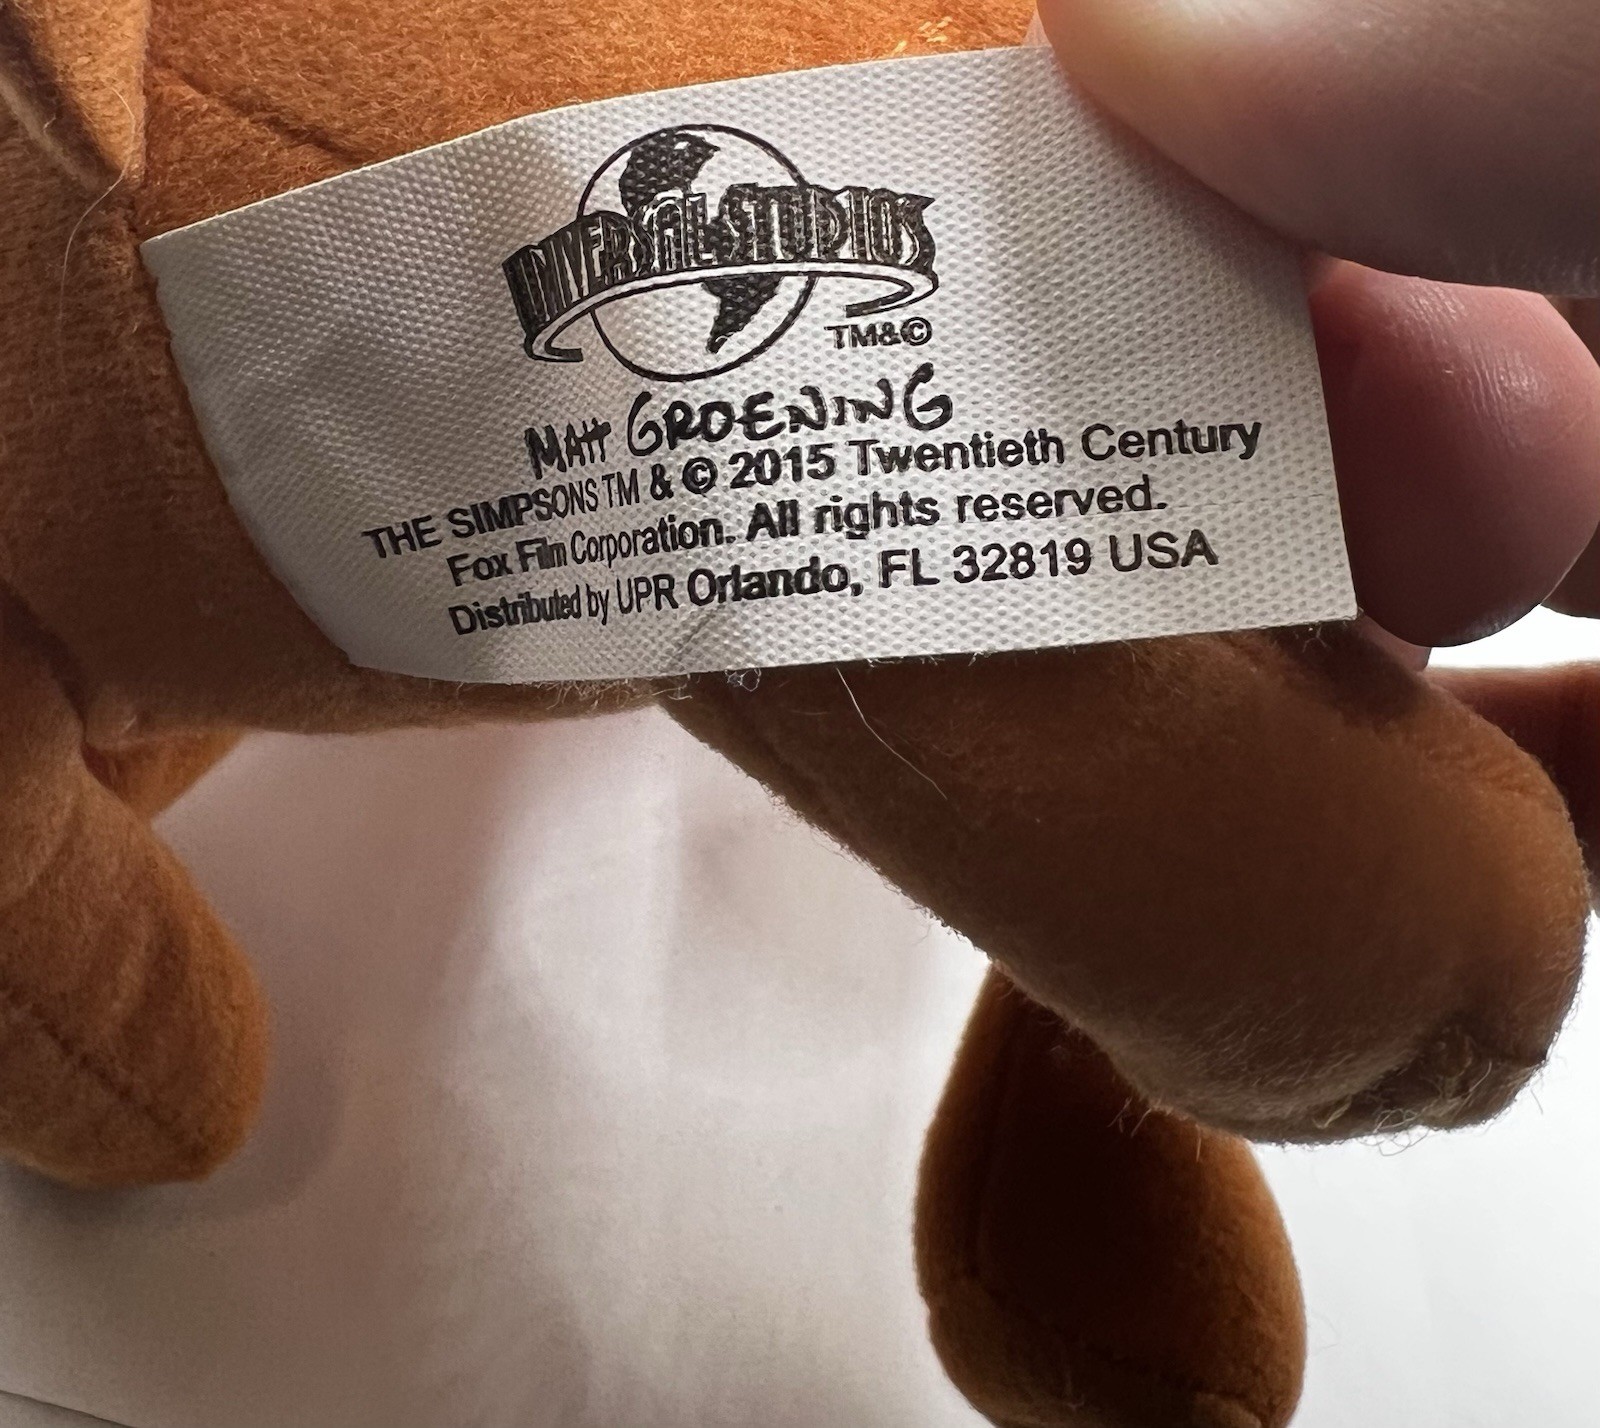 UNIVERSAL STUDIOS
TM&©
MATT GROENING
THE SIMPSONS TM & © 2015 Twentieth Century
Fox Film Corporation. All rights reserved.
Distributed by UPR Orlando, FL 32819 USA